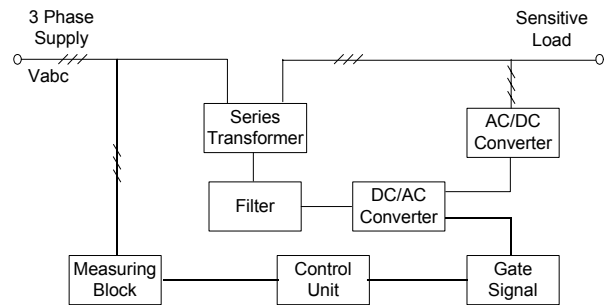 3 Phase
Supply
Vabc
Sensitive
Load
Series
Transformer
AC/DC
Converter
Filter
DC/AC
Converter
Measuring
Block
Control
Unit
Gate
Signal